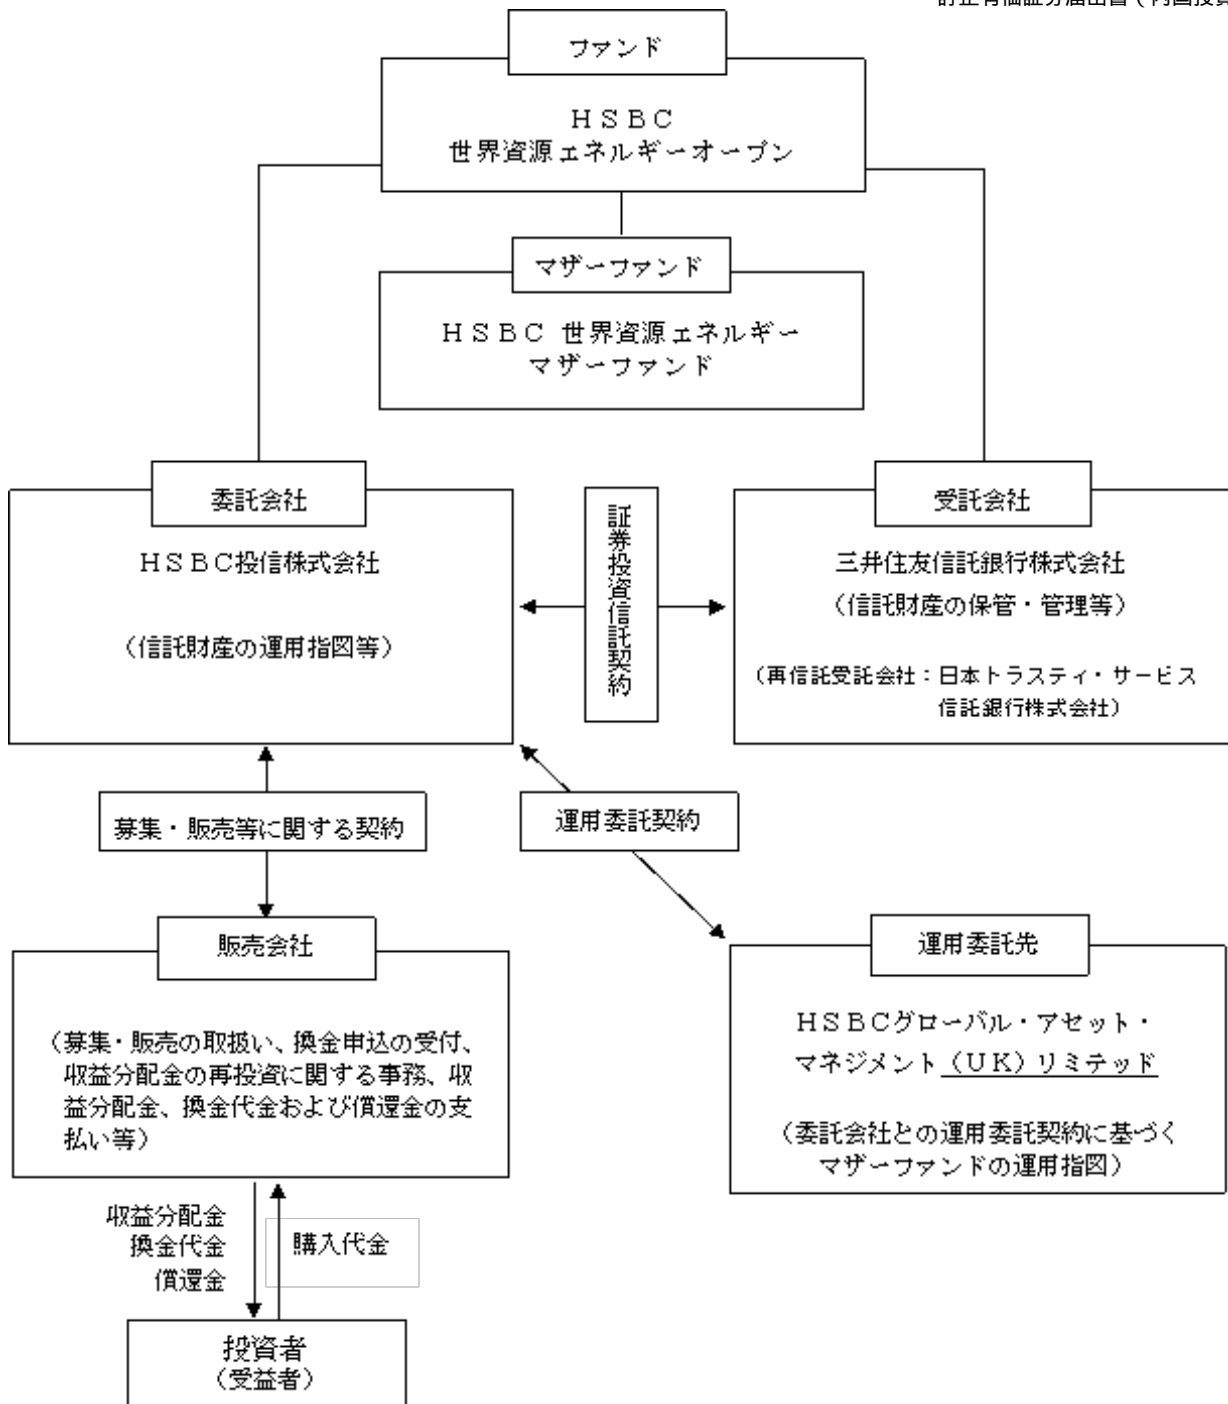 訂正有価証券届出書（内国投資
ファンド
ＨＳＢＣ
世界資源エネルギーオープン
マザーファンド
ＨＳＢＣ 世界資源エネルギー
マザーファンド
委託会社
ＨＳＢＣ投信株式会社
（信託財産の運用指図等）
証券投資信託契約
受託会社
三井住友信託銀行株式会社
（信託財産の保管・管理等）
（再信託受託会社：日本トラスティ・サービス
信託銀行株式会社）
募集・販売等に関する契約
運用委託契約
販売会社
（募集・販売の取扱い、換金申込の受付、
収益分配金の再投資に関する事務、収
益分配金、換金代金および償還金の支
払い等）
運用委託先
ＨＳＢＣグローバル・アセット・
マネジメント（ＵＫ）リミテッド
（委託会社との運用委託契約に基づく
マザーファンドの運用指図）
収益分配金
換金代金
償還金
購入代金
投資者
（受益者）